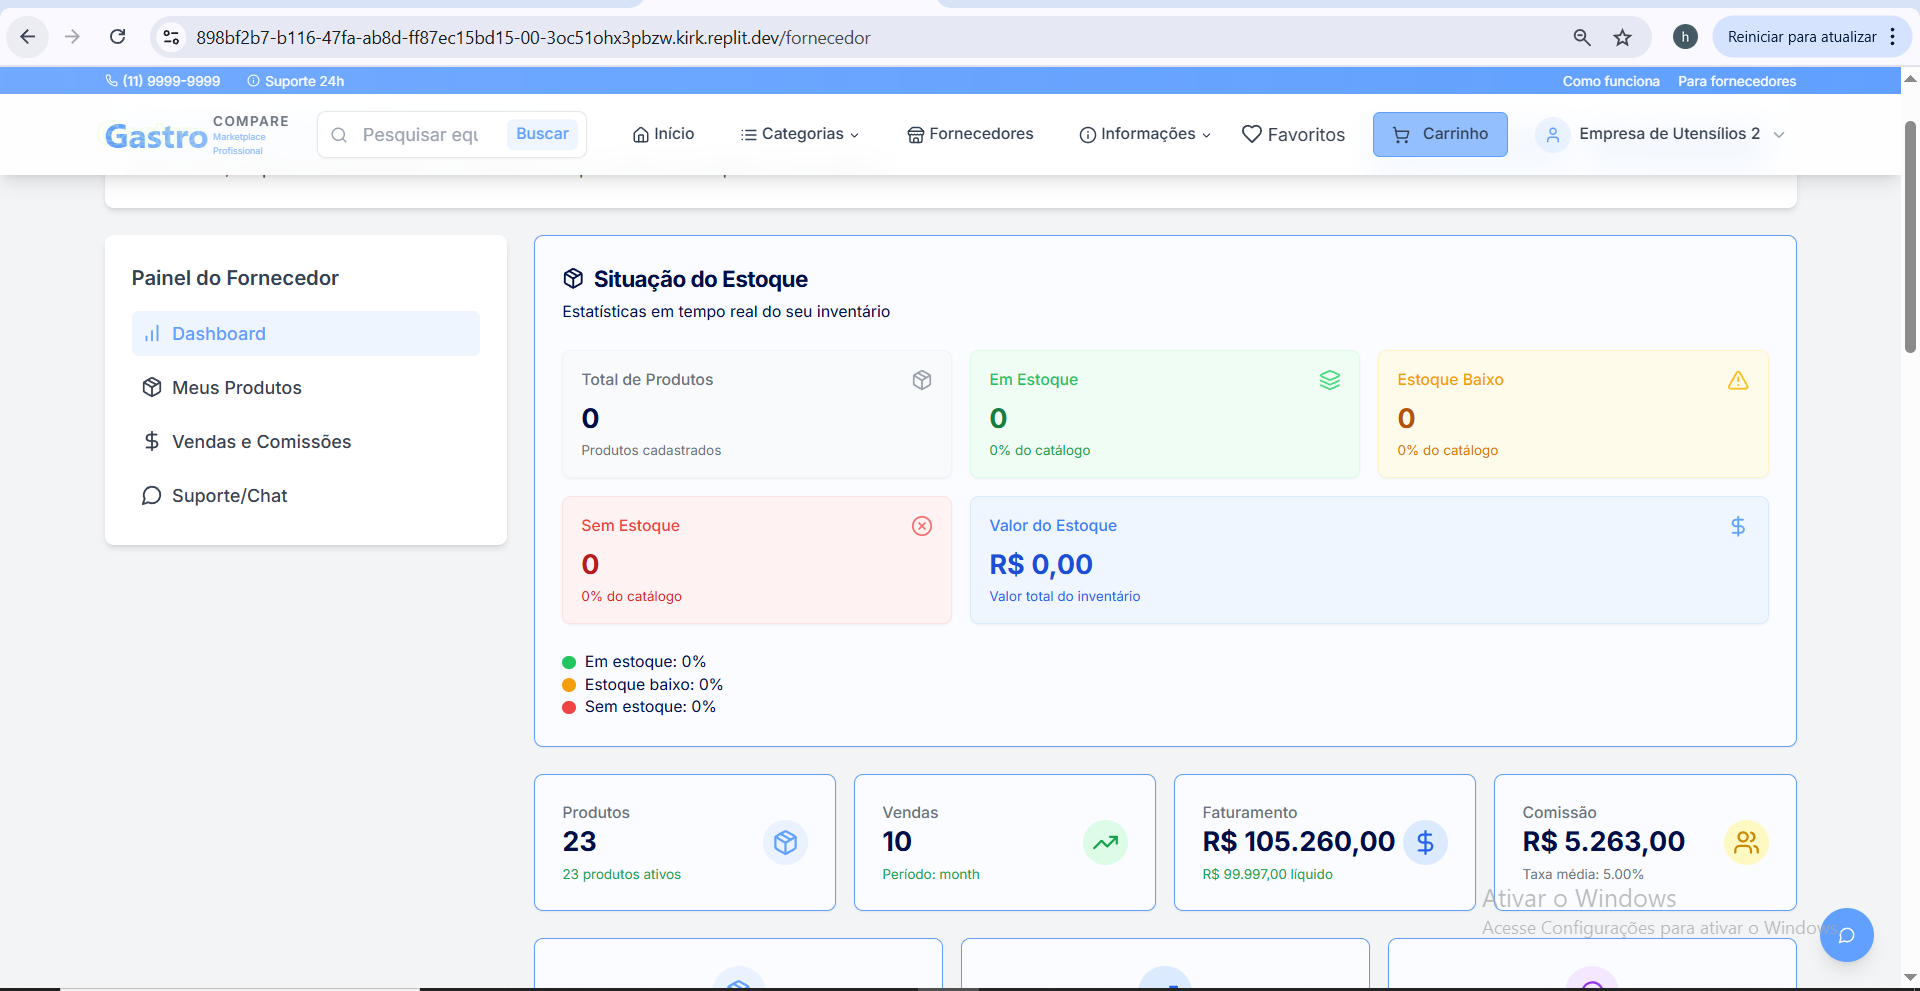 898bf2b7-b116-47fa-ab8d-ff87ec15bd15-00-3oc51ohx3pbzw.kirk.replit.dev/fornecedor
h
Reiniciar para atualizar
(11) 9999-9999
Suporte 24h
Como funciona
Para fornecedores
Gastro
COMPARE
Marketplace
Profissional
Pesquisar equ
Buscar
Início
Categorias
Fornecedores
Informações
Favoritos
Carrinho
Empresa de Utensílios 2
Painel do Fornecedor
Dashboard
Meus Produtos
Vendas e Comissões
Suporte/Chat
Situação do Estoque
Estatísticas em tempo real do seu inventário
Total de Produtos
0
Produtos cadastrados
Em Estoque
0
0% do catálogo
Estoque Baixo
0
0% do catálogo
Sem Estoque
0
0% do catálogo
Valor do Estoque
R$ 0,00
Valor total do inventário
Em estoque: 0%
Estoque baixo: 0%
Sem estoque: 0%
Produtos
23
23 produtos ativos
Vendas
10
Período: month
Faturamento
R$ 105.260,00
R$ 99.997,00 líquido
Comissão
R$ 5.263,00
Taxa média: 5.00%
Ativar o Windows
Acesse Configurações para ativar o Windows